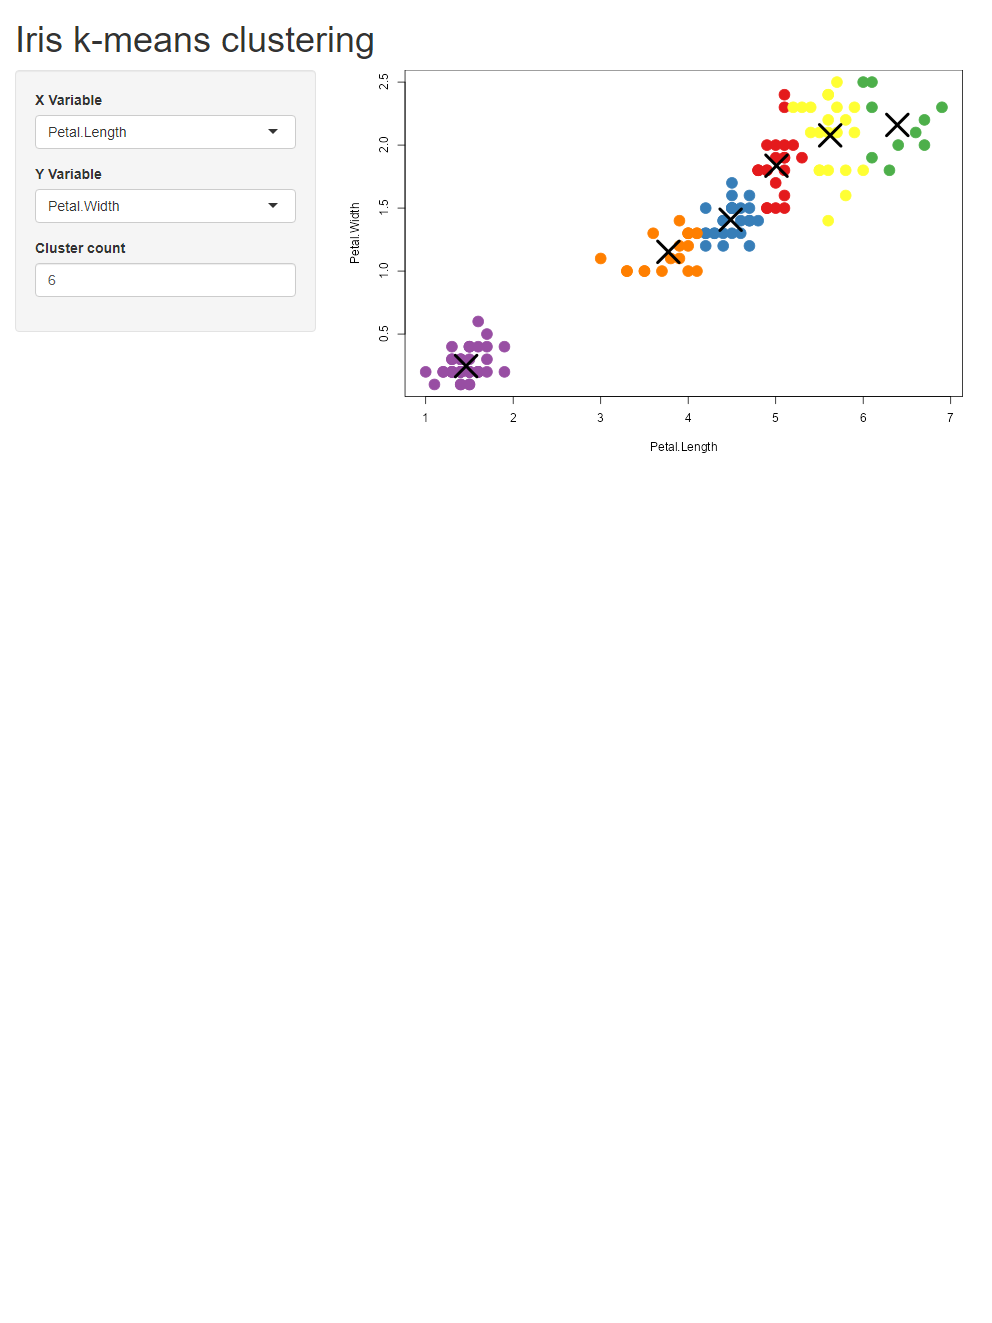 Iris k-means clustering
X Variable
Petal.Length
Y Variable
Petal.Width
Cluster count
6
Petal.Width
2.5
2.0
1.5
1.0
0.5
1 2 3 4 5 6 7
Petal.Length